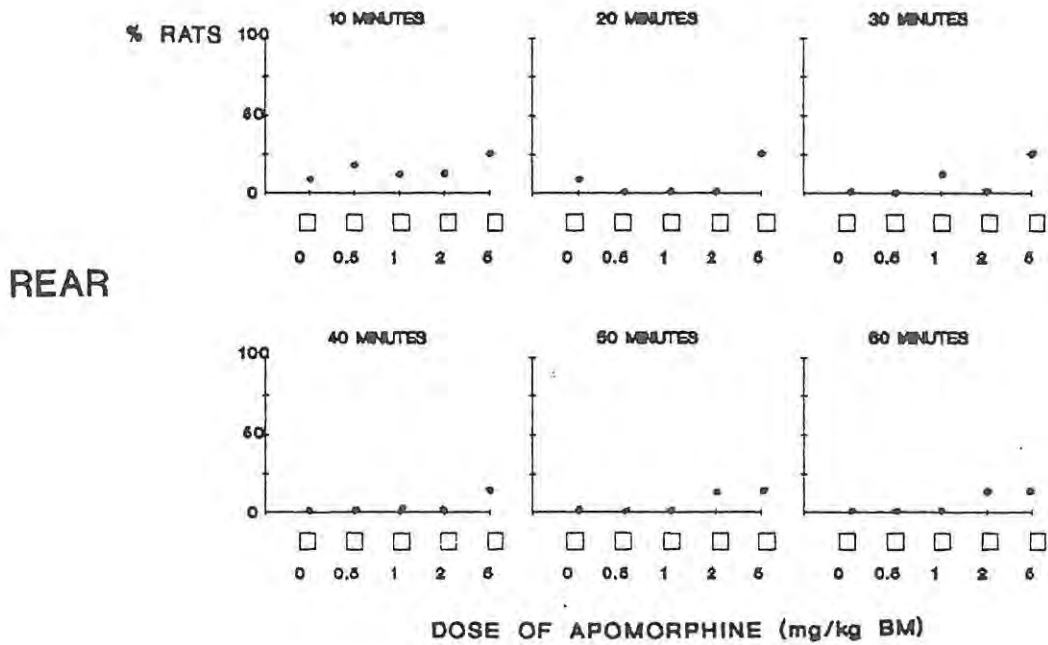 10 MINUTES 20 MINUTES 30 MINUTES
% RATS 100
50
0
0 0.5 1 2 5 0 0.5 1 2 5 0 0.5 1 2 5
REAR
40 MINUTES 50 MINUTES 60 MINUTES
100
50
0
0 0.5 1 2 5 0 0.5 1 2 5 0 0.5 1 2 5
DOSE OF APOMORPHINE (mg/kg BM)